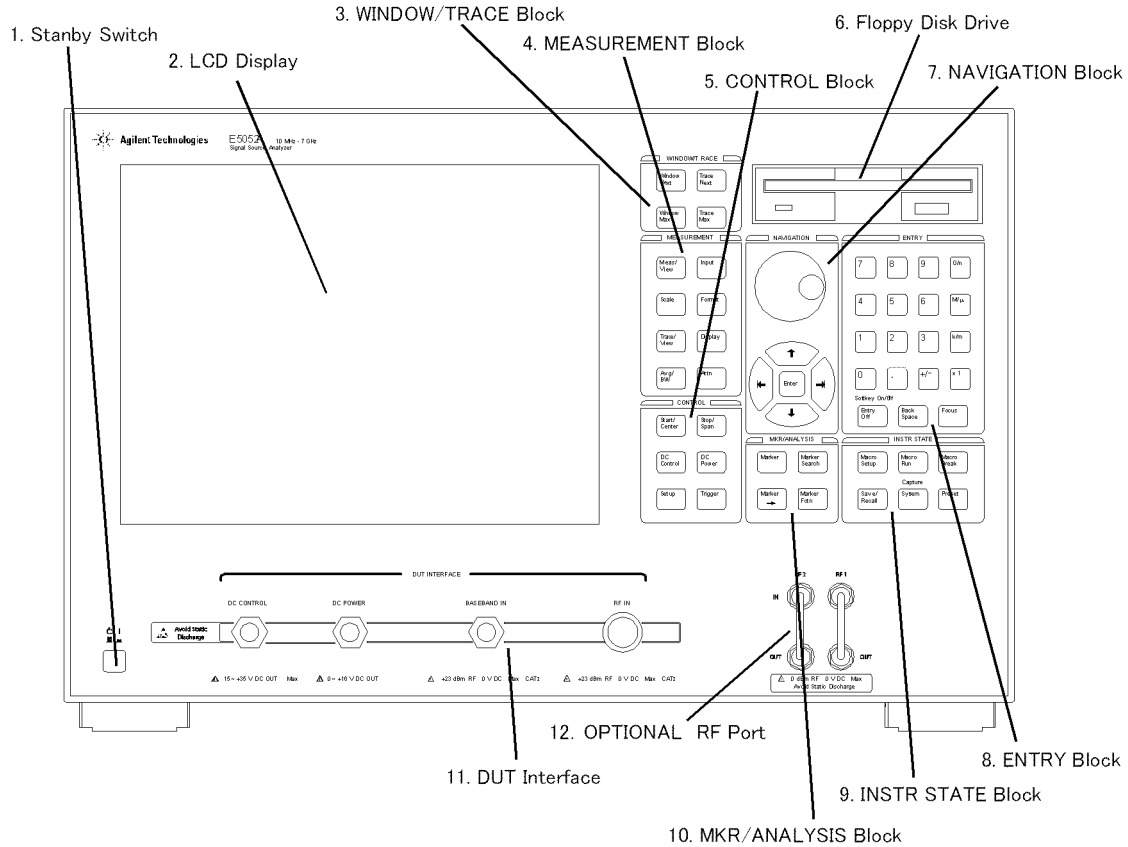 3. WINDOW/TRACE Block
6. Floppy Disk Drive
1. Stanby Switch
4. MEASUREMENT Block
2. LCD Display
7. NAVIGATION Block
5. CONTROL Block
Agilent Technologies
E5052
10 MHz - 7 GHz
Signal Source Analyzer
WINDOWT RACE
Window
Next
Trace
Next
Window
Max
Trace
Max
MEASUREMENT
NAVIGATION
ENTRY
Meas/
View
Input
7
8
9
G/n
Scale
Format
4
5
6
M/µ
Trace/
View
Display
1
2
3
k/m
Avg/
BW
Attn
Enter
0
.
+/-
x 1
CONTROL
Softkey On/Off
Start/
Center
Stop/
Span
Entry
Off
Back
Space
Focus
MKR/ANALYSIS
INSTR STATE
DC
Control
DC
Power
Marker
Marker
Search
Macro
Setup
Macro
Run
Macro
Break
Capture
Setup
Trigger
Marker
Marker
Fctn
Save/
Recall
System
Preset
DUT INTERFACE
RF 2
RF 1
DC CONTROL
DC POWER
BASEBAND IN
RF IN
IN
Avoid Static
Discharge
OUT
OUT
15~ +35 V DC OUT Max
0~ +16 V DC OUT
+23 dBm RF 0 V DC Max CAT I
+23 dBm RF 0 V DC Max CAT I
0 dBm RF 0 V DC Max
Avoid Static Discharge
12. OPTIONAL RF Port
8. ENTRY Block
11. DUT Interface
9. INSTR STATE Block
10. MKR/ANALYSIS Block